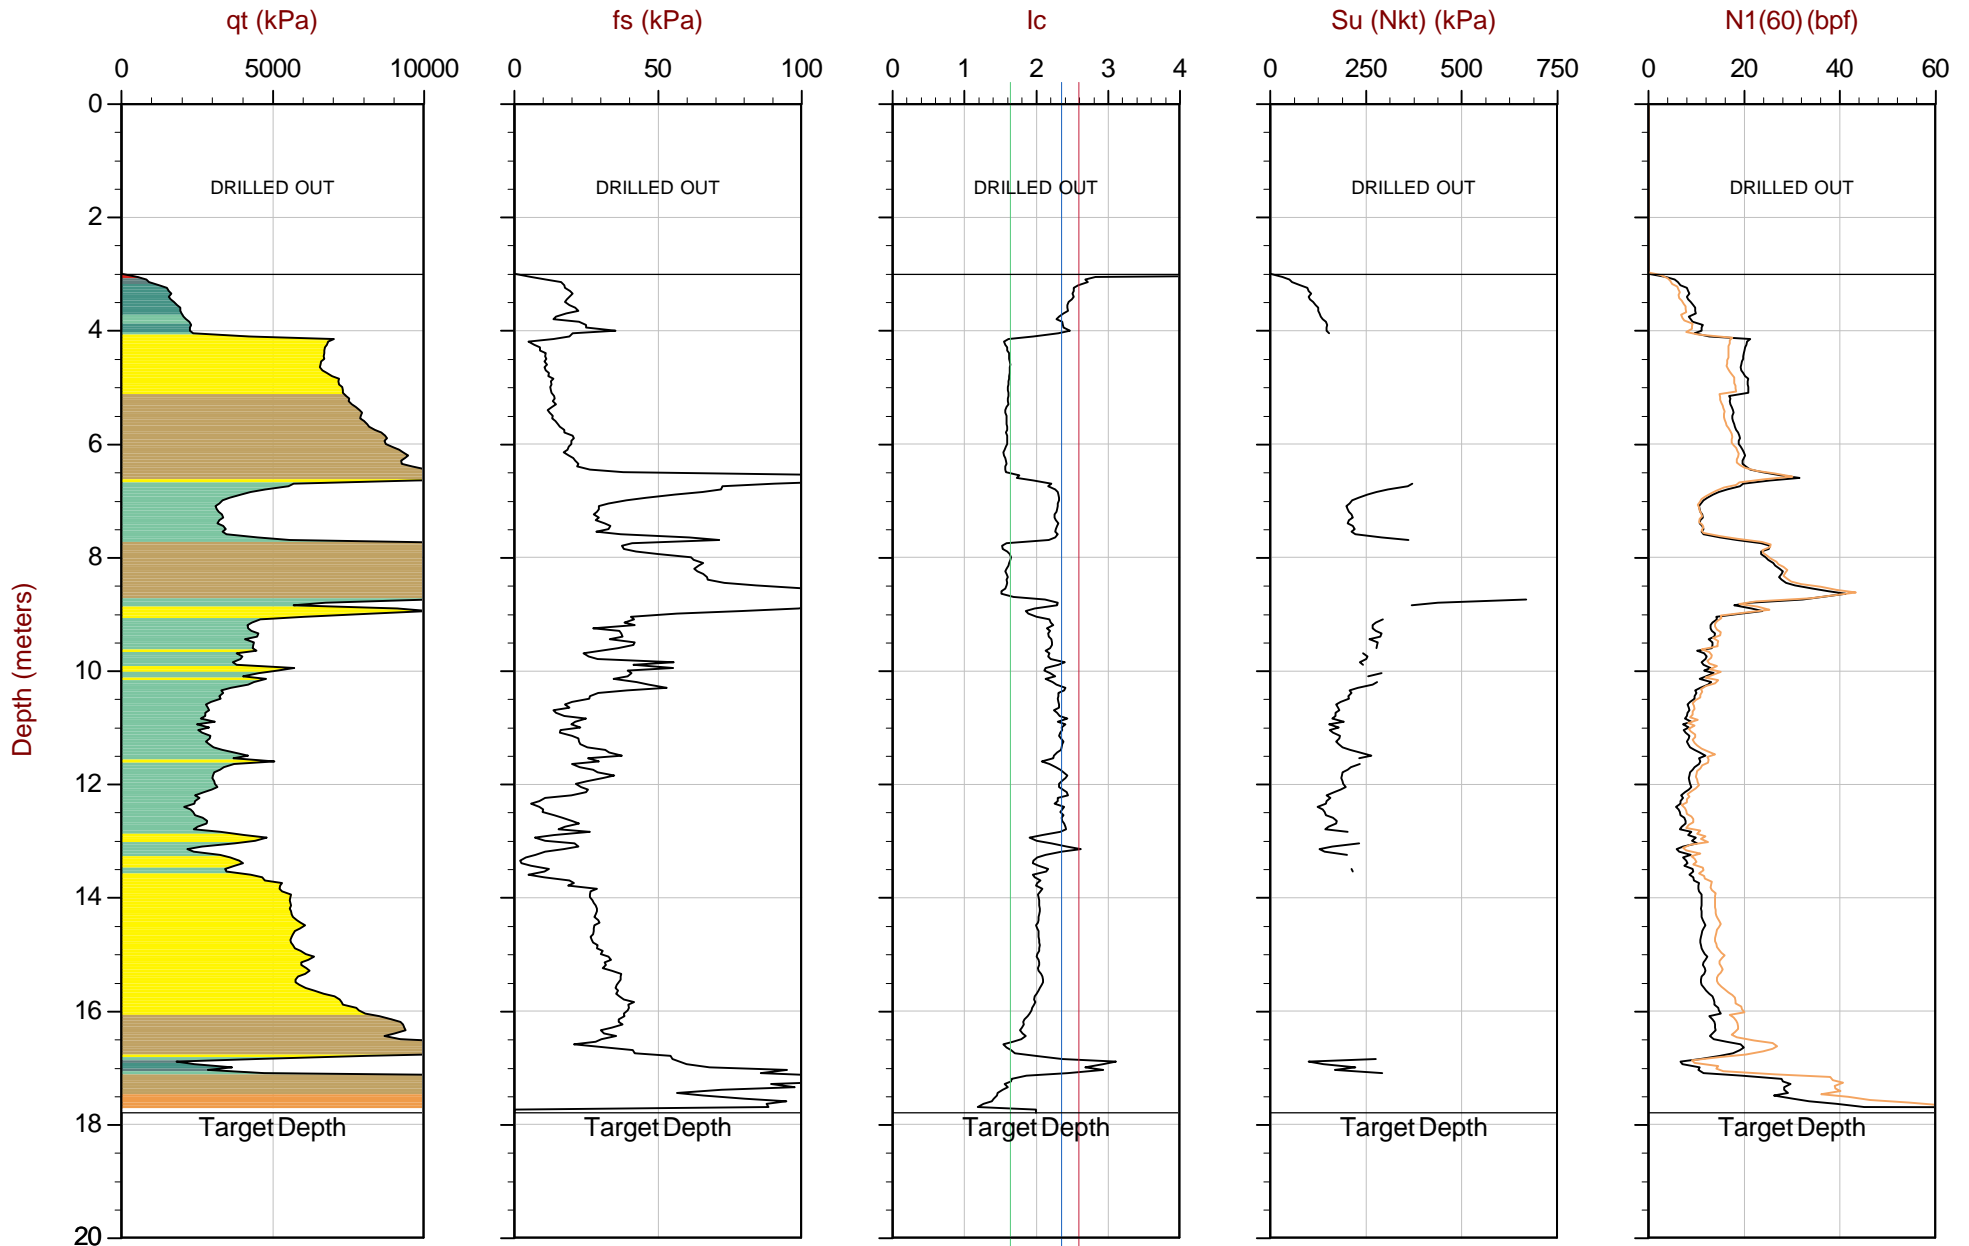 qt (kPa) fs (kPa) Ic Su (Nkt) (kPa) N1(60) (bpf)
0 5000 10000 0 50 100 0 1 2 3 4 0 250 500 750 0 20 40 60
0
DRILLED OUT DRILLED OUT DRILLED OUT DRILLED OUT DRILLED OUT
2
4
6
8
Depth (meters)
10
12
14
16
18
Target Depth Target Depth Target Depth Target Depth Target Depth
20